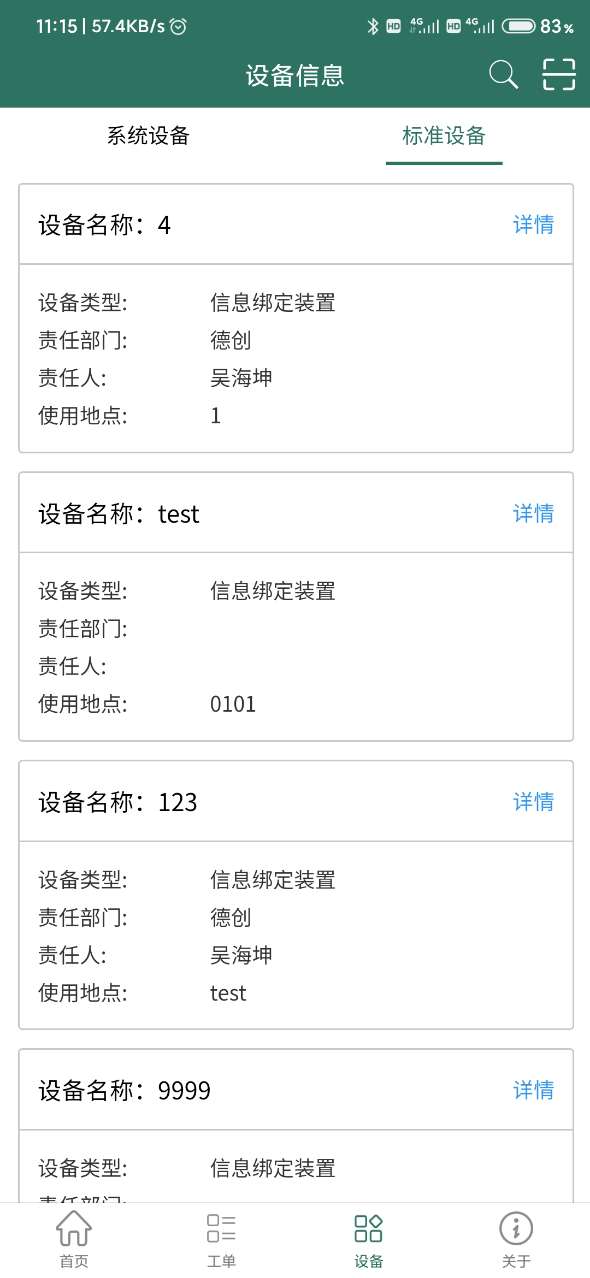 11:15 | 57.4KB/s HD 4G HD 4G 83%
设备信息
系统设备 标准设备
设备名称：4 详情
设备类型: 信息绑定装置
责任部门: 德创
责任人: 吴海坤
使用地点: 1
设备名称：test 详情
设备类型: 信息绑定装置
责任部门:
责任人:
使用地点: 0101
设备名称：123 详情
设备类型: 信息绑定装置
责任部门: 德创
责任人: 吴海坤
使用地点: test
设备名称：9999 详情
设备类型: 信息绑定装置
责任部门:
首页 工单 设备 关于